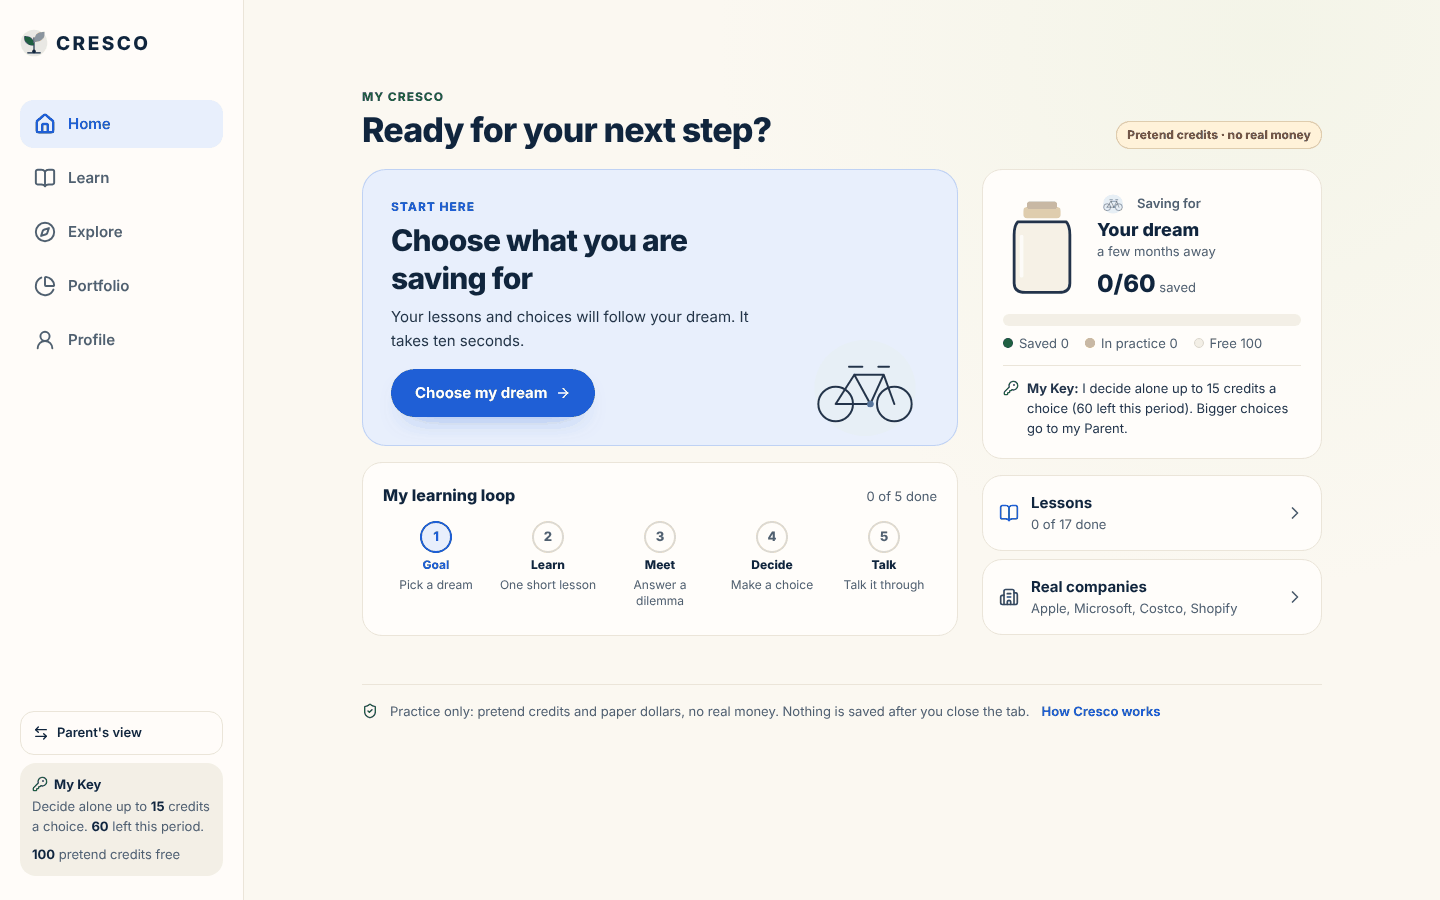 CRESCO
Home
Learn
Explore
Portfolio
Profile
Parent's view
My Key
Decide alone up to 15 credits
a choice. 60 left this period.
100 pretend credits free
MY CRESCO
Ready for your next step?
Pretend credits · no real money
START HERE
Choose what you are
saving for
Your lessons and choices will follow your dream. It
takes ten seconds.
Choose my dream
My learning loop
0 of 5 done
1
Goal
Pick a dream
2
Learn
One short lesson
3
Meet
Answer a
dilemma
4
Decide
Make a choice
5
Talk
Talk it through
Saving for
Your dream
a few months away
0/60 saved
Saved 0
In practice 0
Free 100
My Key: I decide alone up to 15 credits a
choice (60 left this period). Bigger choices
go to my Parent.
Lessons
0 of 17 done
Real companies
Apple, Microsoft, Costco, Shopify
Practice only: pretend credits and paper dollars, no real money. Nothing is saved after you close the tab. How Cresco works